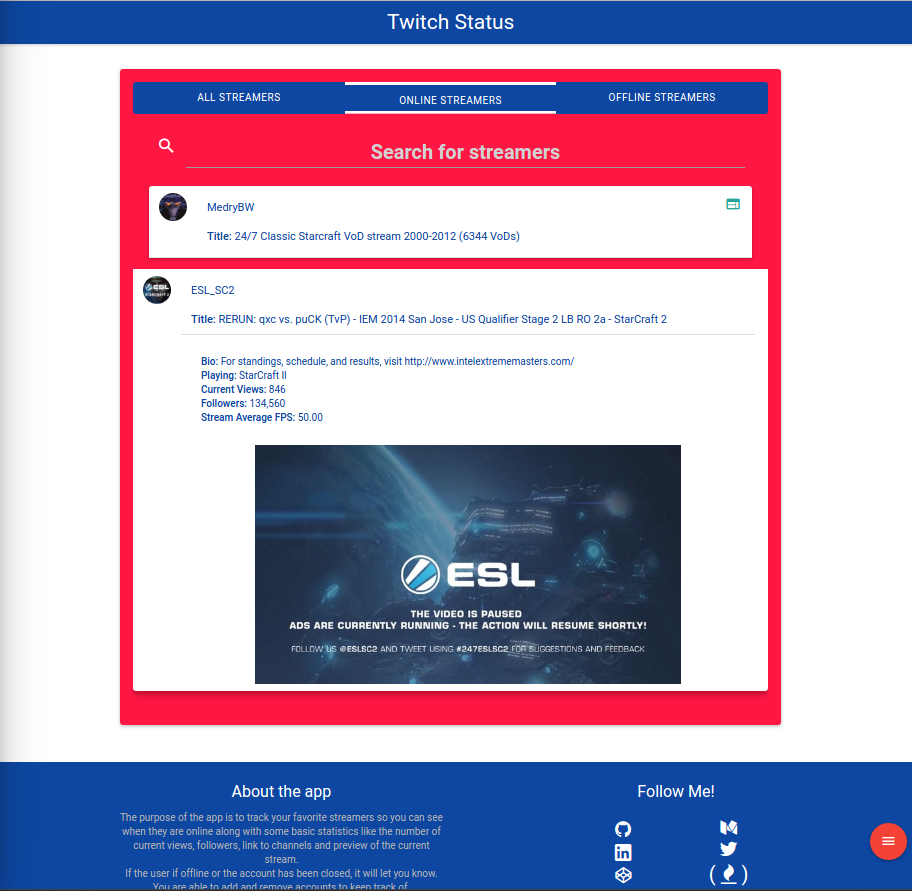 Twitch Status
ALL STREAMERS
ONLINE STREAMERS
OFFLINE STREAMERS
Search for streamers
MedryBW
Title: 24/7 Classic Starcraft VoD stream 2000-2012 (6344 VoDs)
ESL_SC2
Title: RERUN: qxc vs. puCK (TvP) - IEM 2014 San Jose - US Qualifier Stage 2 LB RO 2a - StarCraft 2
Bio: For standings, schedule, and results, visit http://www.intelextrememasters.com/
Playing: StarCraft II
Current Views: 846
Followers: 134,560
Stream Average FPS: 50.00
ESL
THE VIDEO IS PAUSED
ADS ARE CURRENTLY RUNNING - THE ACTION WILL RESUME SHORTLY!
FOLLOW US @ESLSC2 AND TWEET USING #247ESLSC2 FOR SUGGESTIONS AND FEEDBACK
About the app
The purpose of the app is to track your favorite streamers so you can see
when they are online along with some basic statistics like the number of
current views, followers, link to channels and preview of the current
stream.
If the user if offline or the account has been closed, it will let you know.
You are able to add and remove accounts to keep track of
Follow Me!